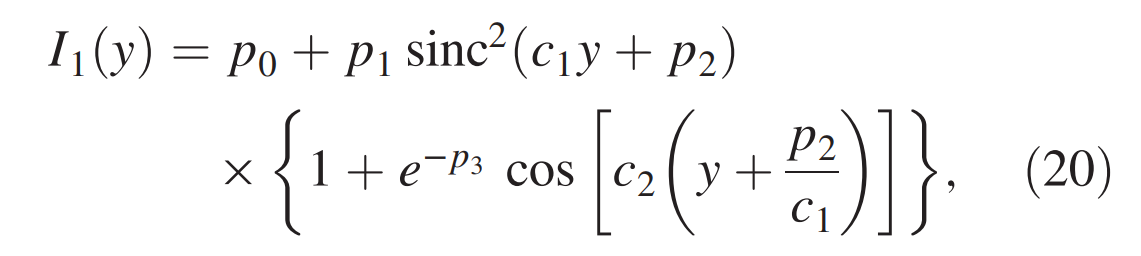 I₁(y) = p₀ + p₁ sinc²(c₁y + p₂)
× {1 + e^{−p₃} cos [c₂(y + p₂/c₁)]}, (20)